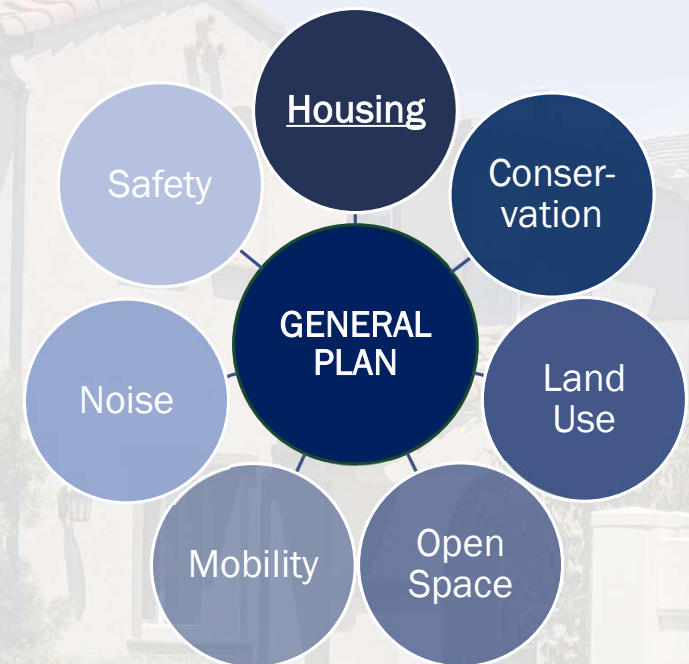 Housing
Conser-
vation
Land
Use
Open
Space
Mobility
Noise
Safety
GENERAL
PLAN